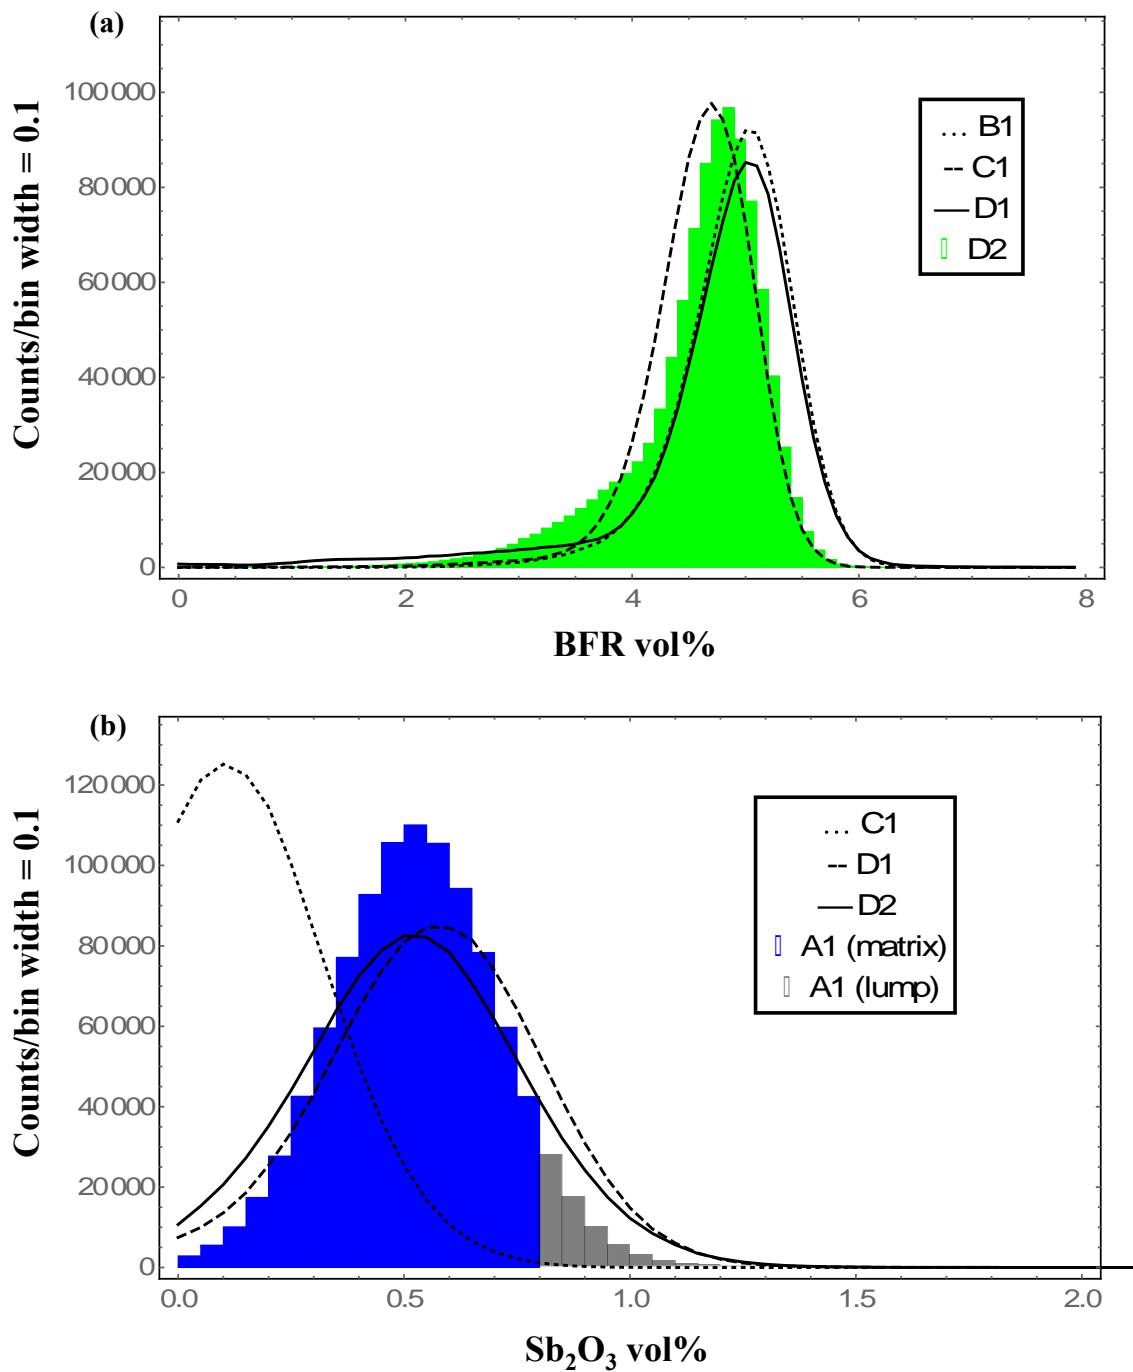 (a)
100000
80000
60000
40000
20000
0
Counts/bin width = 0.1
B1
C1
D1
D2
0 2 4 6 8
BFR vol%
(b)
120000
100000
80000
60000
40000
20000
0
Counts/bin width = 0.1
C1
D1
D2
A1 (matrix)
A1 (lump)
0.0 0.5 1.0 1.5 2.0
Sb₂O₃ vol%